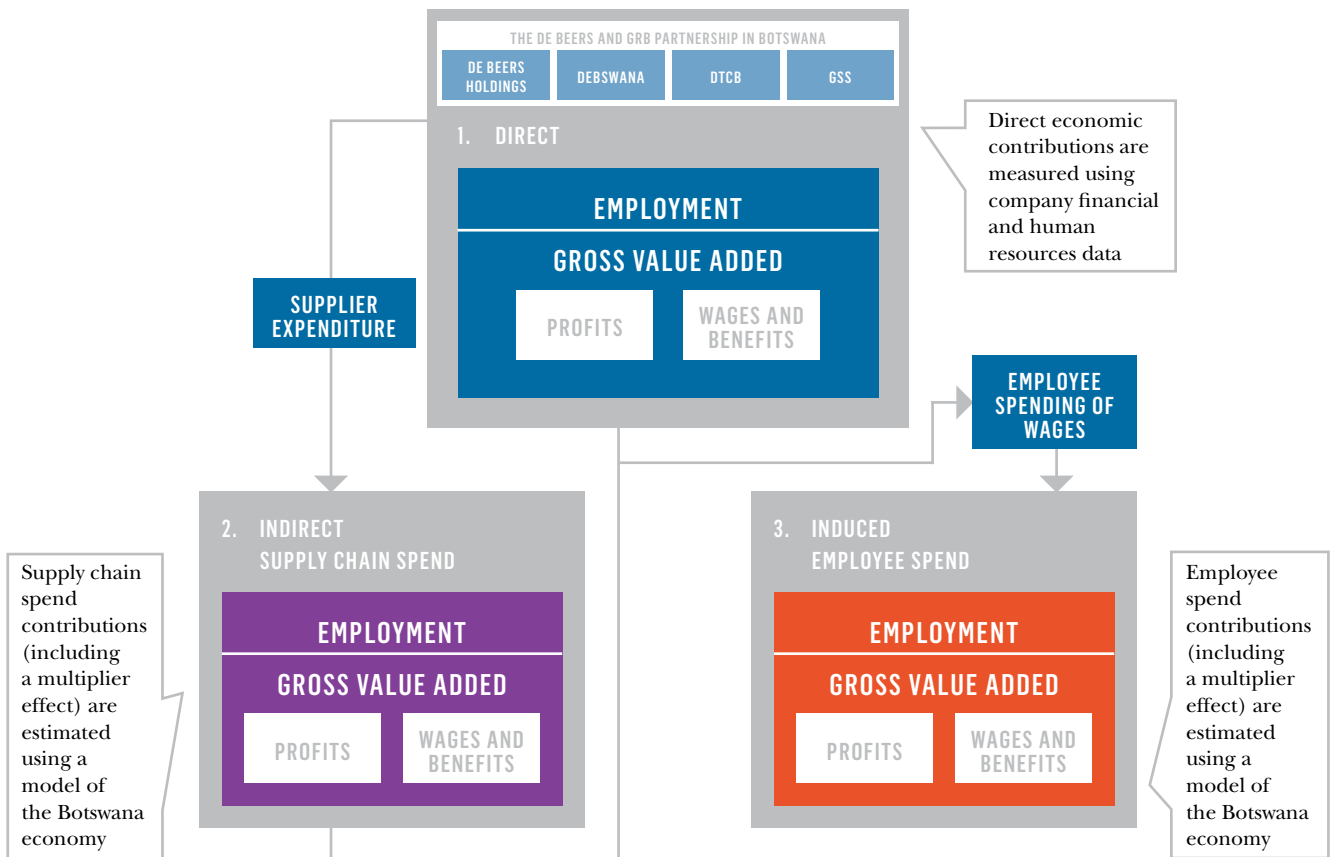 THE DE BEERS AND GRB PARTNERSHIP IN BOTSWANA
DE BEERS
HOLDINGS
DEBSWANA
DTCB
GSS
1. DIRECT
EMPLOYMENT
GROSS VALUE ADDED
PROFITS
WAGES AND
BENEFITS
Direct economic
contributions are
measured using
company financial
and human
resources data
SUPPLIER
EXPENDITURE
EMPLOYEE
SPENDING OF
WAGES
2. INDIRECT
SUPPLY CHAIN SPEND
EMPLOYMENT
GROSS VALUE ADDED
PROFITS
WAGES AND
BENEFITS
Supply chain
spend
contributions
(including
a multiplier
effect) are
estimated
using a
model of
the Botswana
economy
3. INDUCED
EMPLOYEE SPEND
EMPLOYMENT
GROSS VALUE ADDED
PROFITS
WAGES AND
BENEFITS
Employee
spend
contributions
(including
a multiplier
effect) are
estimated
using a
model of
the Botswana
economy